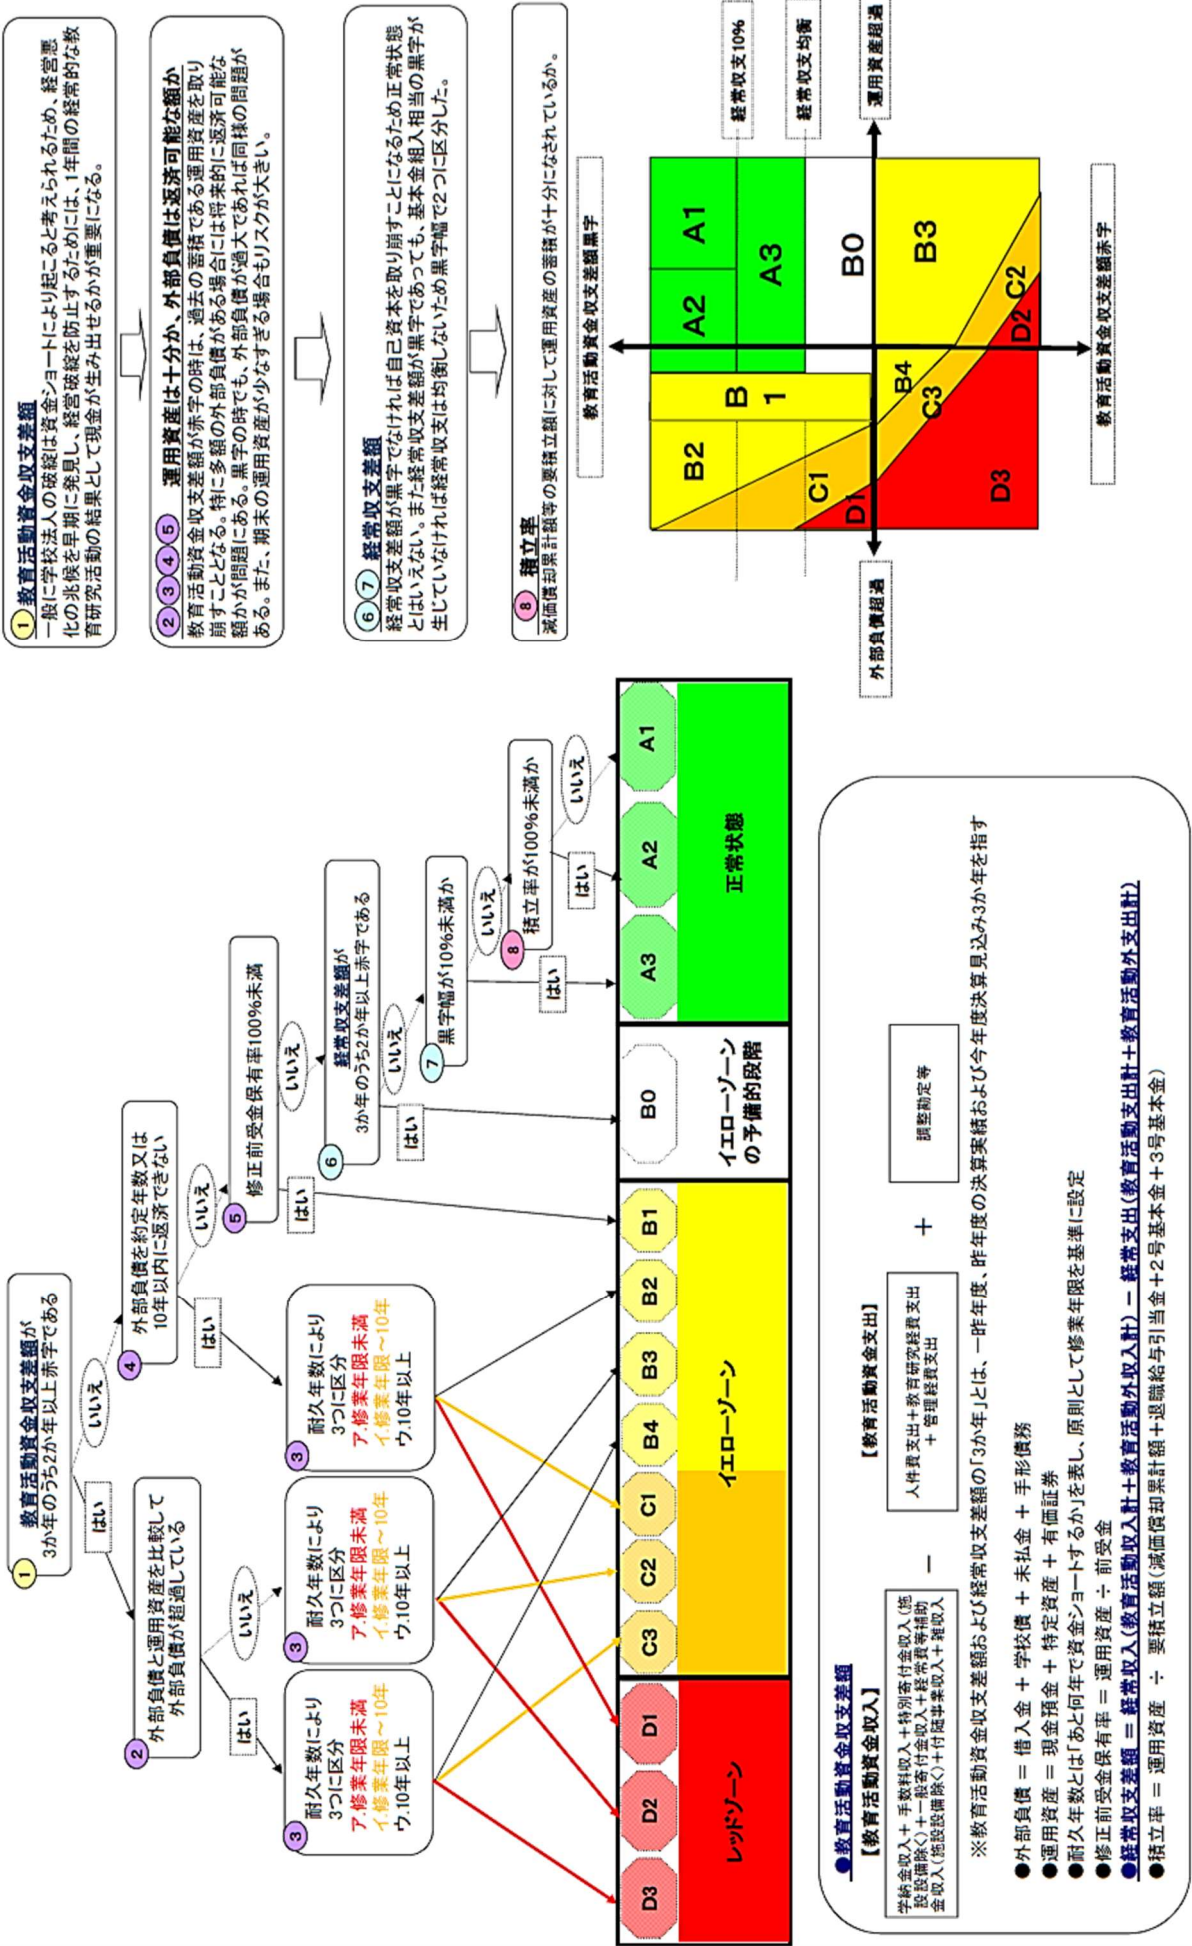 ① 教育活動資金収支差額が
3か年のうち2か年以上赤字である
はい
いいえ
② 外部負債と運用資産を比較して
外部負債が超過している
はい
いいえ
④ 外部負債を約定年数又は
10年以内に返済できない
はい
いいえ
⑤ 修正前受金保有率100%未満
はい
いいえ
⑥ 経常収支差額が
3か年のうち2か年以上赤字である
はい
いいえ
⑦ 黒字幅が10%未満か
はい
いいえ
⑧ 積立率が100%未満か
はい
いいえ
③ 耐久年数により
3つに区分
ア.修業年限未満
イ.修業年限～10年
ウ.10年以上
③ 耐久年数により
3つに区分
ア.修業年限未満
イ.修業年限～10年
ウ.10年以上
③ 耐久年数により
3つに区分
ア.修業年限未満
イ.修業年限～10年
ウ.10年以上
D3 D2 D1 C3 C2 C1 B4 B3 B2 B1 B0 A3 A2 A1
レッドゾーン
イエローゾーン
イエローゾーン
の予備的段階
正常状態
① 教育活動資金収支差額
一般に学校法人の破綻は資金ショートにより起こると考えられるため、経営悪
化の兆候を早期に発見し、経営破綻を防止するためには、1年間の経常的な教
育研究活動の結果として現金が生み出せるかが重要になる。
②③④⑤ 運用資産は十分か、外部負債は返済可能な額か
教育活動資金収支差額が赤字の時は、過去の蓄積である運用資産を取り
崩すこととなる。特に多額の外部負債がある場合には将来的に返済可能な
額かが問題にある。黒字の時でも、外部負債が過大であれば同様の問題が
ある。また、期末の運用資産が少なすぎる場合もリスクが大きい。
⑥⑦ 経常収支差額
経常収支差額が黒字でなければ自己資本を取り崩すことになるため正常状態
とはいえない。また経常収支差額が黒字であっても、基本金組入相当の黒字が
生じていなければ経常収支は均衡しないため黒字幅で2つに区分した。
⑧ 積立率
減価償却累計額等の要積立額に対して運用資産の蓄積が十分になされているか。
教育活動資金収支差額黒字
経常収支10%
経常収支均衡
運用資産超過
外部負債超過
教育活動資金収支差額赤字
B2
B
1
A2
A1
A3
B0
C1
D1
B4
B3
C3
C2
D2
D3
●教育活動資金収支差額
【教育活動資金収入】
学納金収入＋手数料収入＋特別寄付金収入(施
設設備除く)＋一般寄付金収入＋経常費等補助
金収入(施設設備除く)＋付随事業収入＋雑収入
－
【教育活動資金支出】
人件費支出＋教育研究経費支出
＋管理経費支出
＋
調整勘定等
※教育活動資金収支差額および経常収支差額の「3か年」とは、一昨年度、昨年度の決算実績および今年度決算見込み3か年を指す
●外部負債 ＝ 借入金 ＋ 学校債 ＋ 未払金 ＋ 手形債務
●運用資産 ＝ 現金預金 ＋ 特定資産 ＋ 有価証券
●耐久年数とは「あと何年で資金ショートするか」を表し、原則として修業年限を基準に設定
●修正前受金保有率 ＝ 運用資産 ÷ 前受金
●経常収支差額 ＝ 経常収入(教育活動収入計＋教育活動外収入計) － 経常支出(教育活動支出計＋教育活動外支出計)
●積立率 ＝ 運用資産 ÷ 要積立額(減価償却累計額＋退職給与引当金＋2号基本金＋3号基本金)